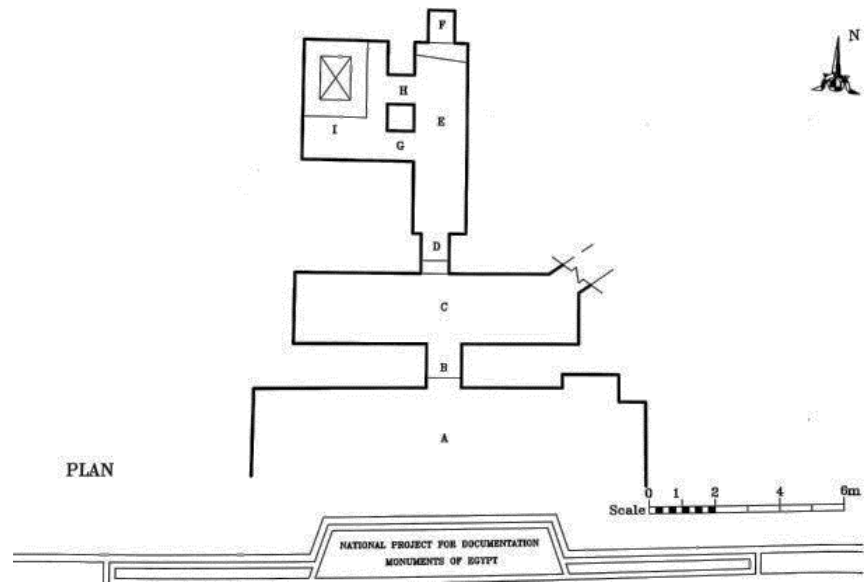 F
N
H
E
I
G
D
C
B
A
PLAN
0 1 2 4 6m
Scale
NATIONAL PROJECT FOR DOCUMENTATION
MONUMENTS OF EGYPT